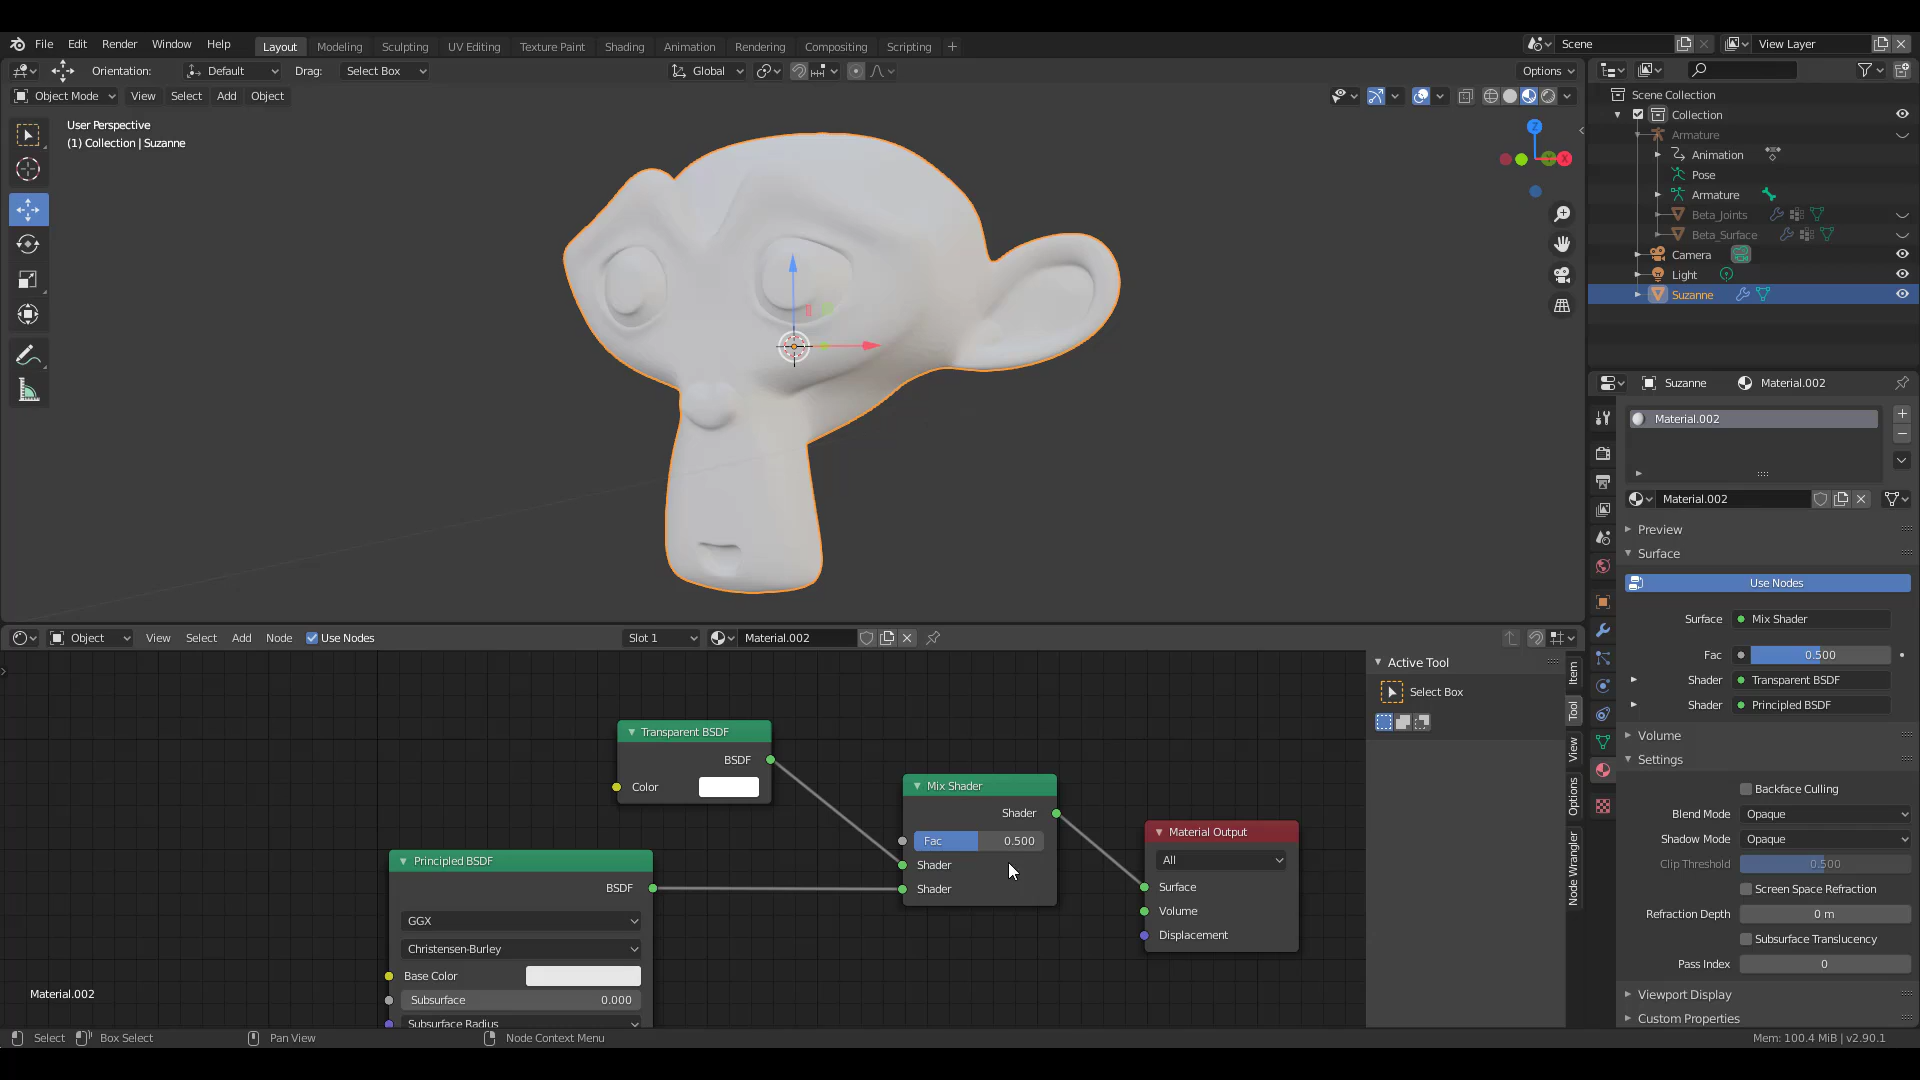 File Edit Render Window Help Layout Modeling Sculpting UV Editing Texture Paint Shading Animation Rendering Compositing Scripting + Scene View Layer
Orientation: Default Drag: Select Box Global Options
Object Mode View Select Add Object
User Perspective
(1) Collection | Suzanne
Z
X
Scene Collection
Collection
Armature
Animation
Pose
Armature
Beta_Joints
Beta_Surface
Camera
Light
Suzanne
Suzanne Material.002
Material.002
Material.002
Preview
Surface
Use Nodes
Surface Mix Shader
Fac 0.500
Shader Transparent BSDF
Shader Principled BSDF
Volume
Settings
Backface Culling
Blend Mode Opaque
Shadow Mode Opaque
Clip Threshold 0.500
Screen Space Refraction
Refraction Depth 0 m
Subsurface Translucency
Pass Index 0
Viewport Display
Custom Properties
Object View Select Add Node Use Nodes Slot 1 Material.002
Active Tool
Select Box
Item
Tool
View
Options
Node Wrangler
Transparent BSDF
BSDF
Color
Mix Shader
Shader
Fac 0.500
Shader
Shader
Material Output
All
Surface
Volume
Displacement
Principled BSDF
BSDF
GGX
Christensen-Burley
Base Color
Subsurface 0.000
Subsurface Radius
Material.002
Select Box Select Pan View Node Context Menu Mem: 100.4 MiB | v2.90.1